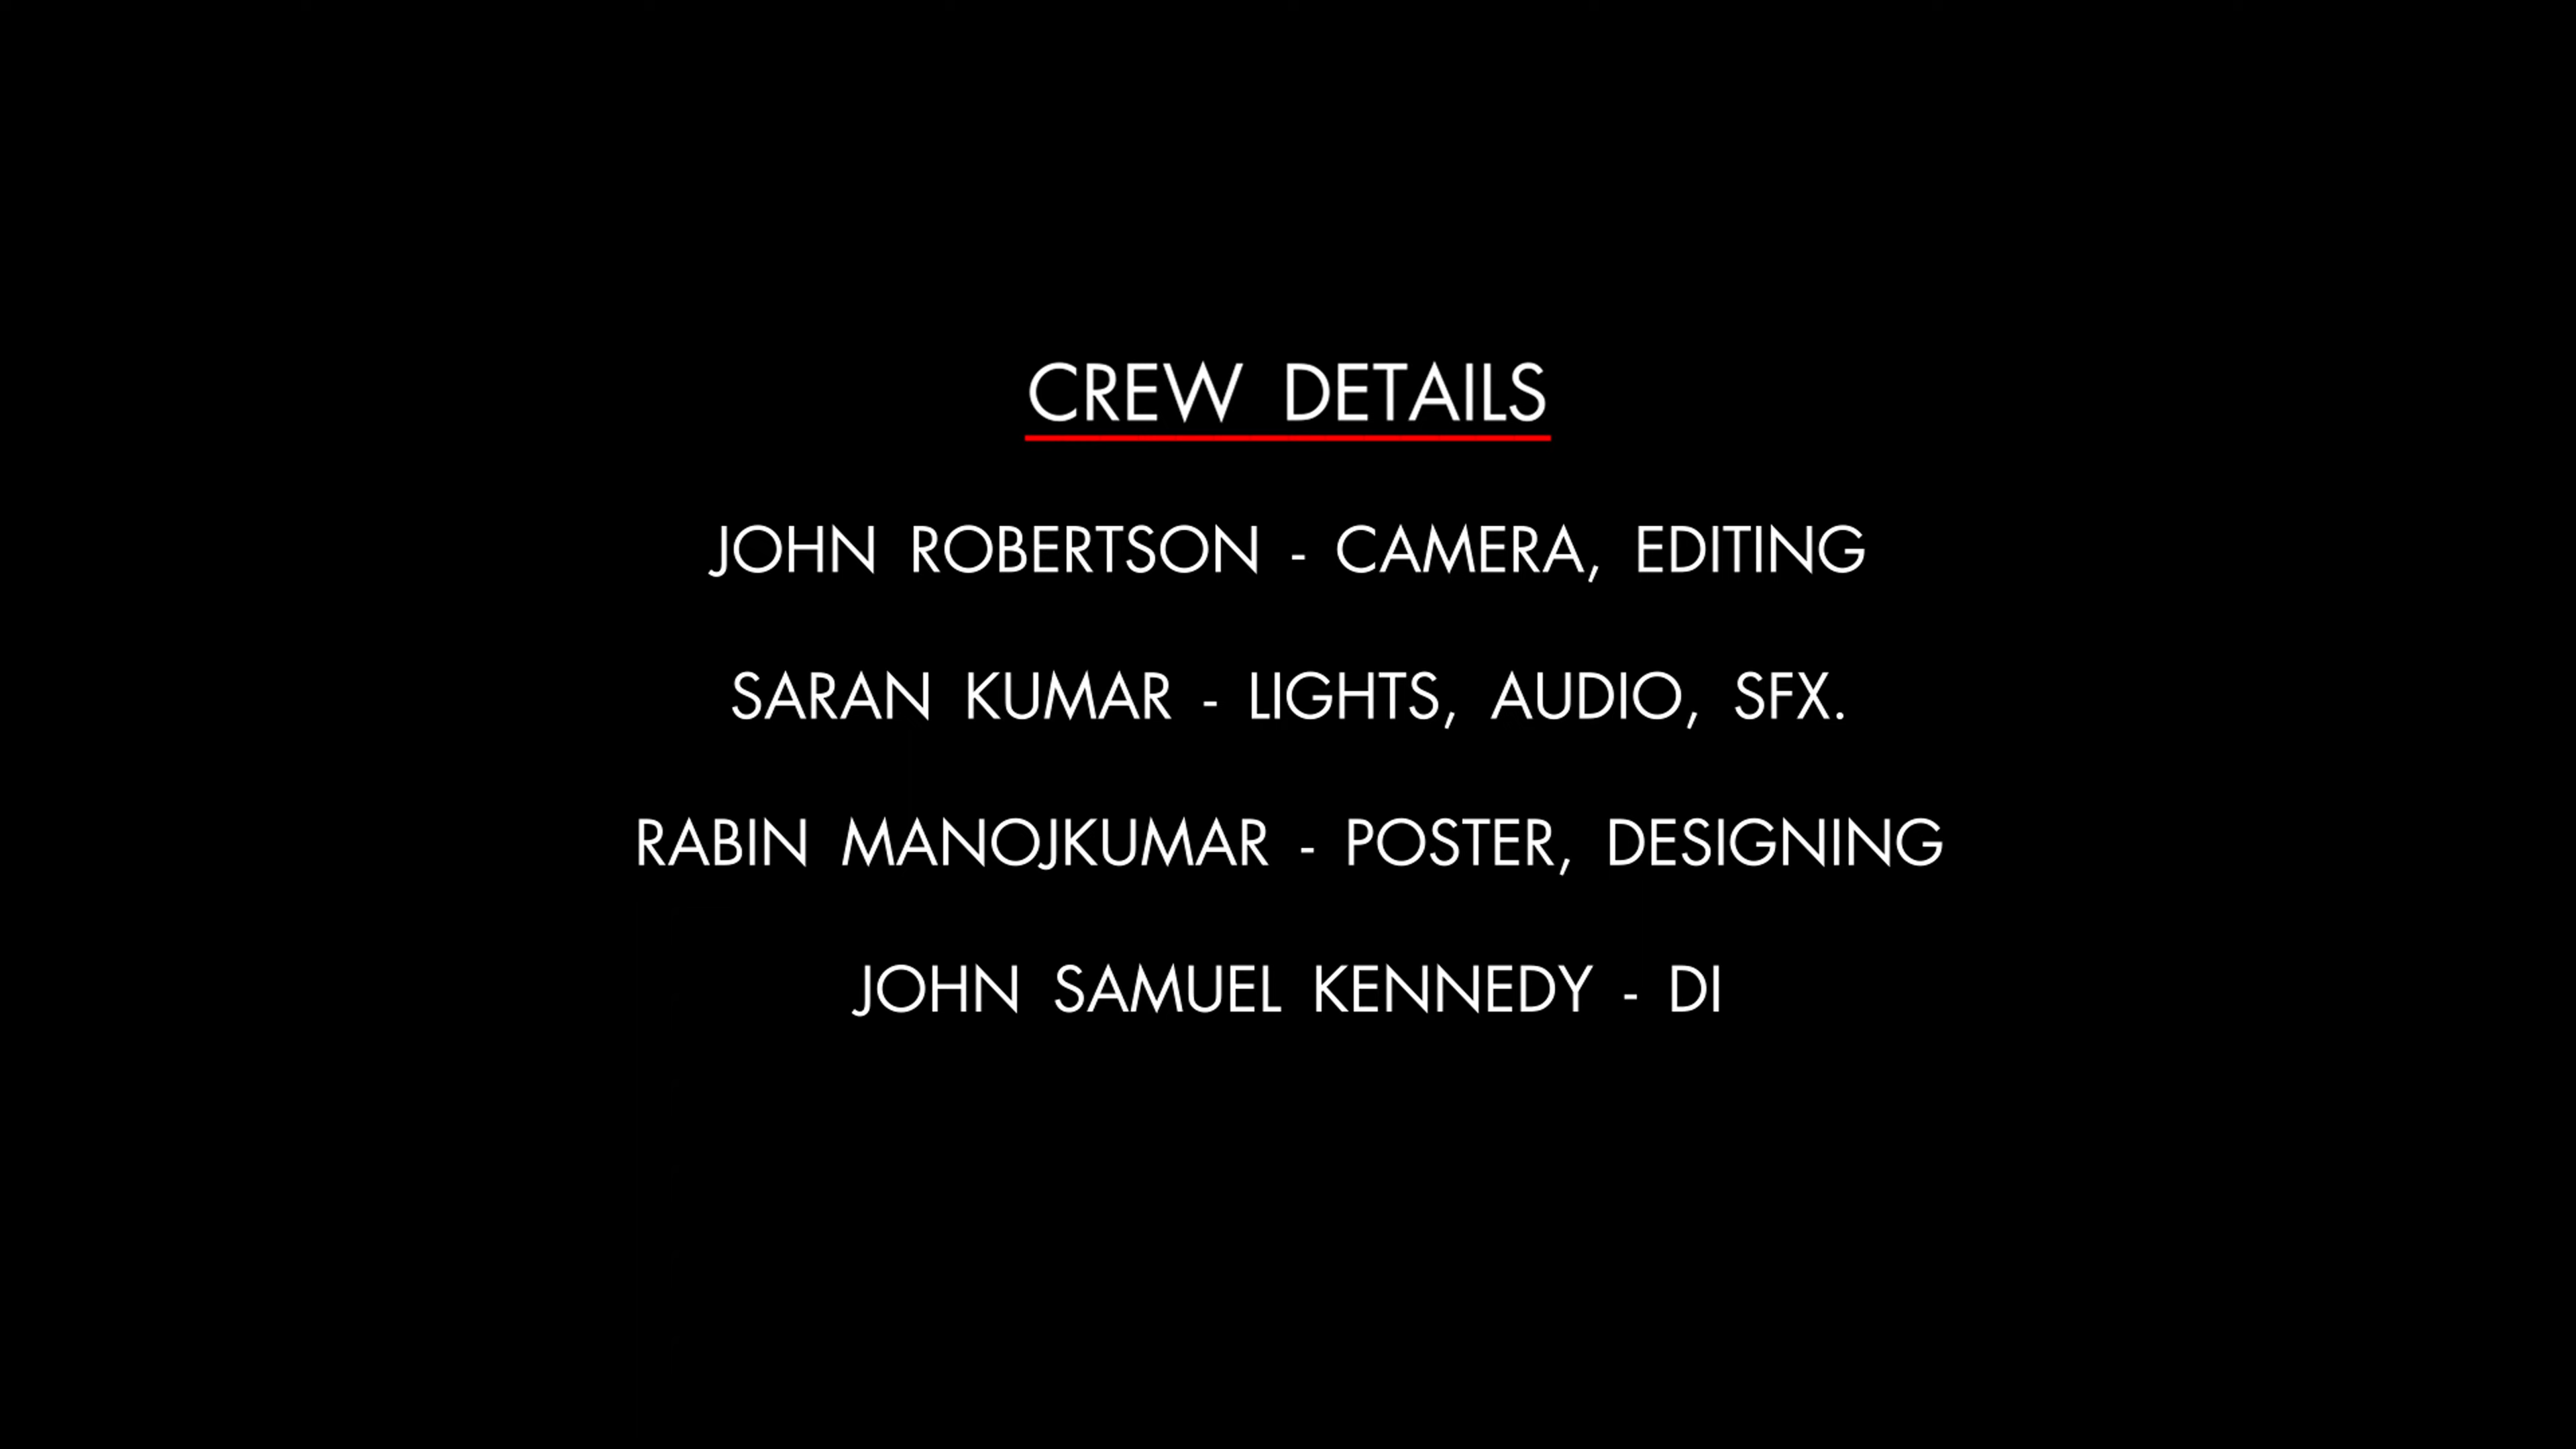 CREW DETAILS
JOHN ROBERTSON - CAMERA, EDITING
SARAN KUMAR - LIGHTS, AUDIO, SFX.
RABIN MANOJKUMAR - POSTER, DESIGNING
JOHN SAMUEL KENNEDY - DI